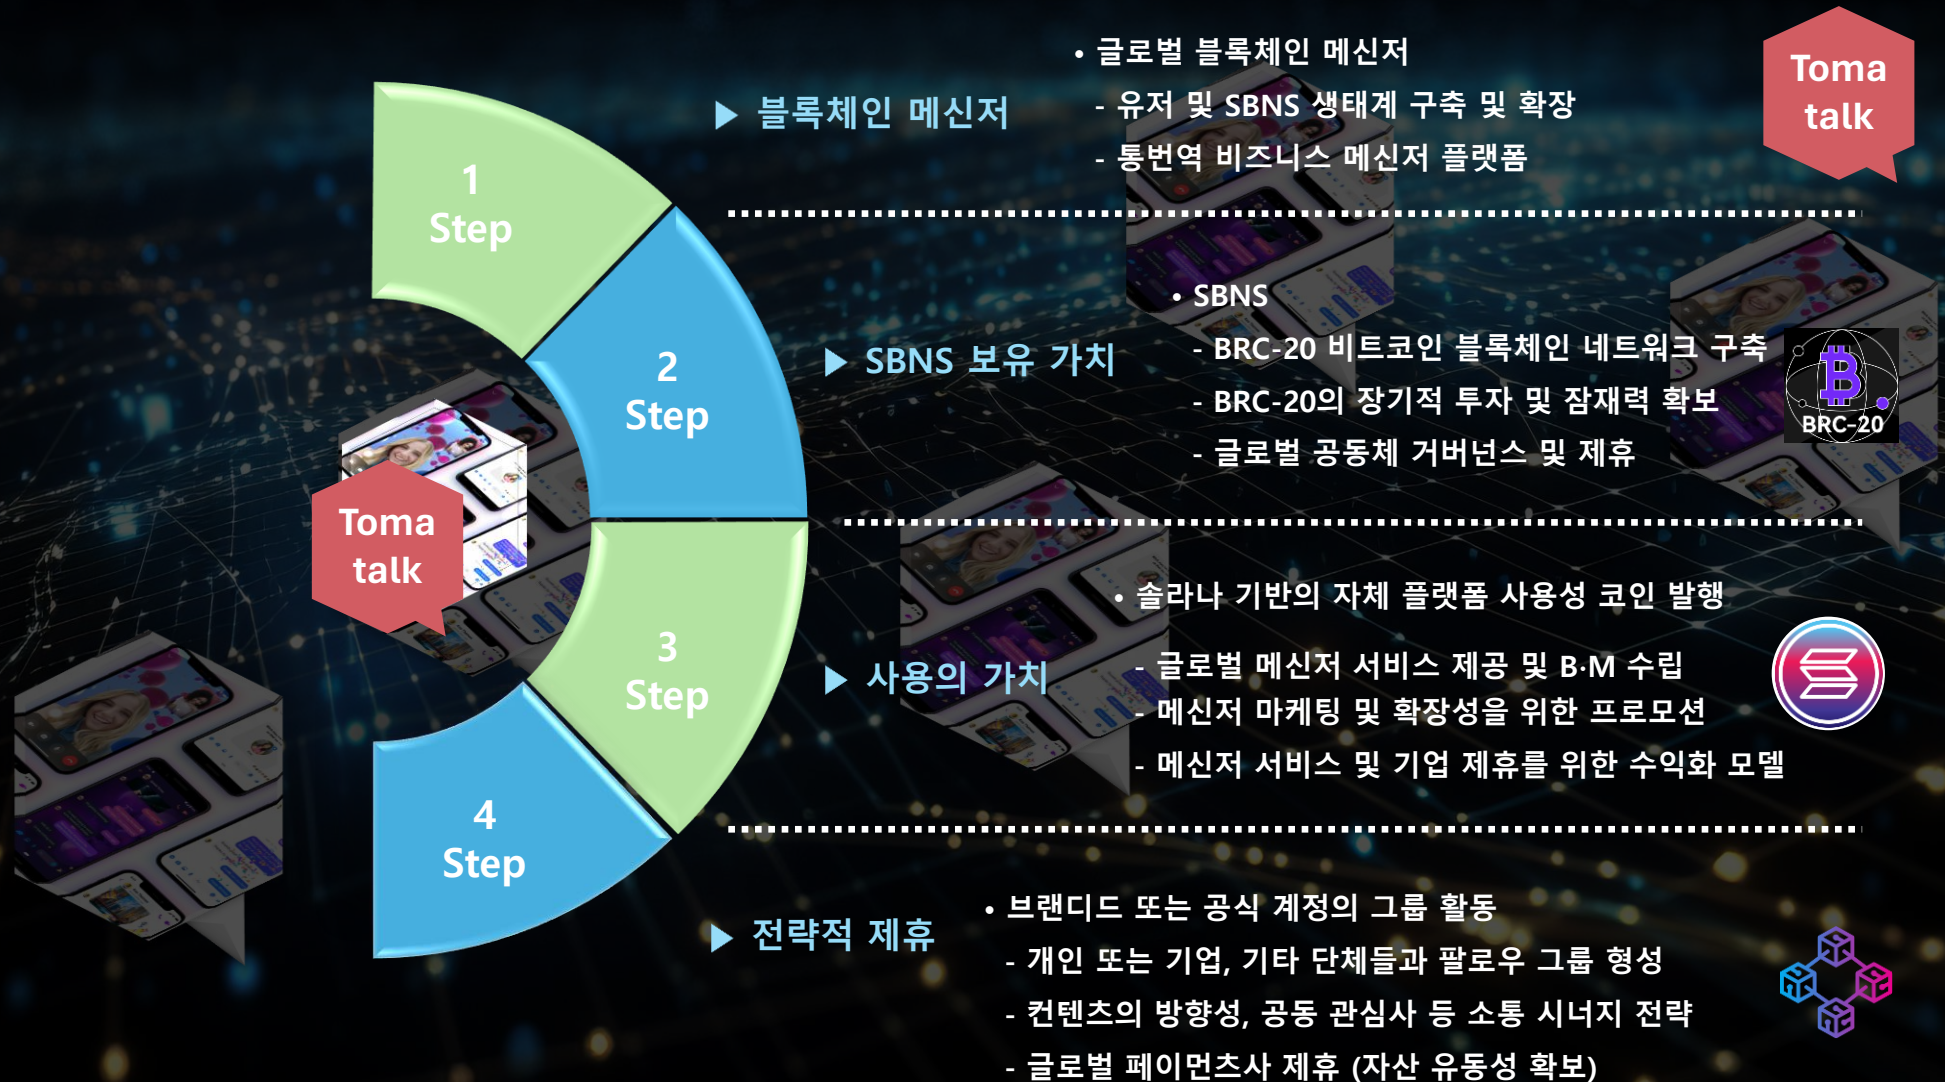 • 글로벌 블록체인 메신저
▶ 블록체인 메신저
- 유저 및 SBNS 생태계 구축 및 확장
- 통번역 비즈니스 메신저 플랫폼
Toma
talk
1
Step
• SBNS
▶ SBNS 보유 가치
- BRC-20 비트코인 블록체인 네트워크 구축
- BRC-20의 장기적 투자 및 잠재력 확보
- 글로벌 공동체 거버넌스 및 제휴
BRC-20
2
Step
Toma
talk
• 솔라나 기반의 자체 플랫폼 사용성 코인 발행
▶ 사용의 가치
- 글로벌 메신저 서비스 제공 및 B·M 수립
- 메신저 마케팅 및 확장성을 위한 프로모션
- 메신저 서비스 및 기업 제휴를 위한 수익화 모델
3
Step
4
Step
• 브랜디드 또는 공식 계정의 그룹 활동
▶ 전략적 제휴
- 개인 또는 기업, 기타 단체들과 팔로우 그룹 형성
- 컨텐츠의 방향성, 공동 관심사 등 소통 시너지 전략
- 글로벌 페이먼츠사 제휴 (자산 유동성 확보)